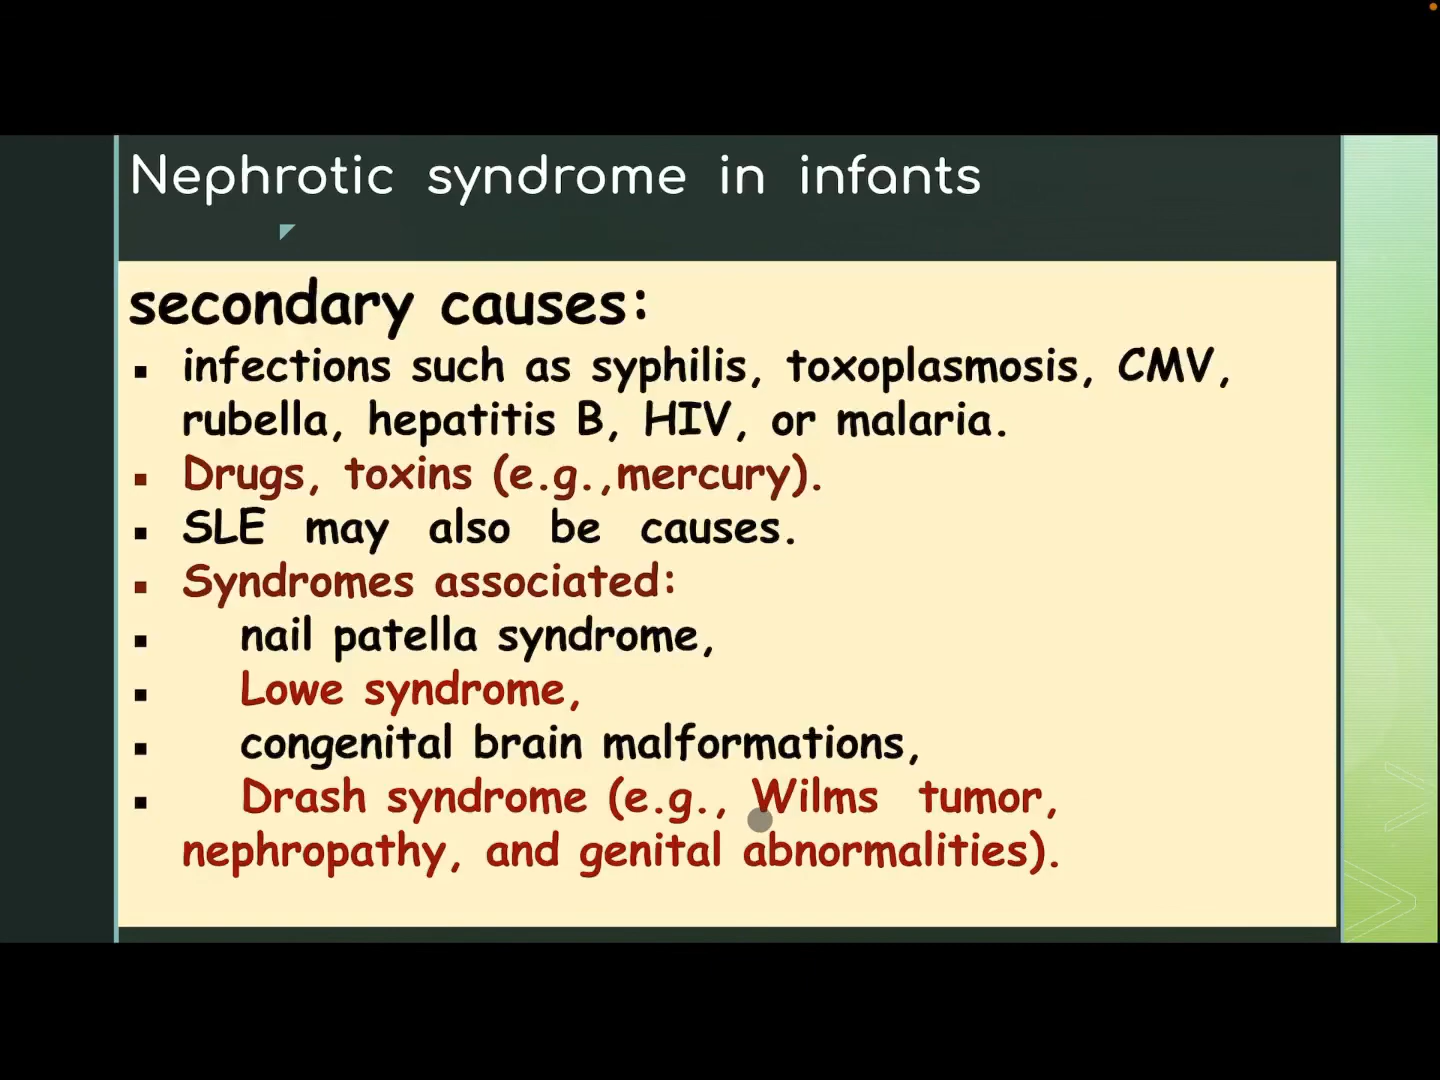 Nephrotic syndrome in infants
secondary causes:
▪ infections such as syphilis, toxoplasmosis, CMV,
rubella, hepatitis B, HIV, or malaria.
▪ Drugs, toxins (e.g.,mercury).
▪ SLE may also be causes.
▪ Syndromes associated:
▪ nail patella syndrome,
▪ Lowe syndrome,
▪ congenital brain malformations,
▪ Drash syndrome (e.g., Wilms tumor,
nephropathy, and genital abnormalities).